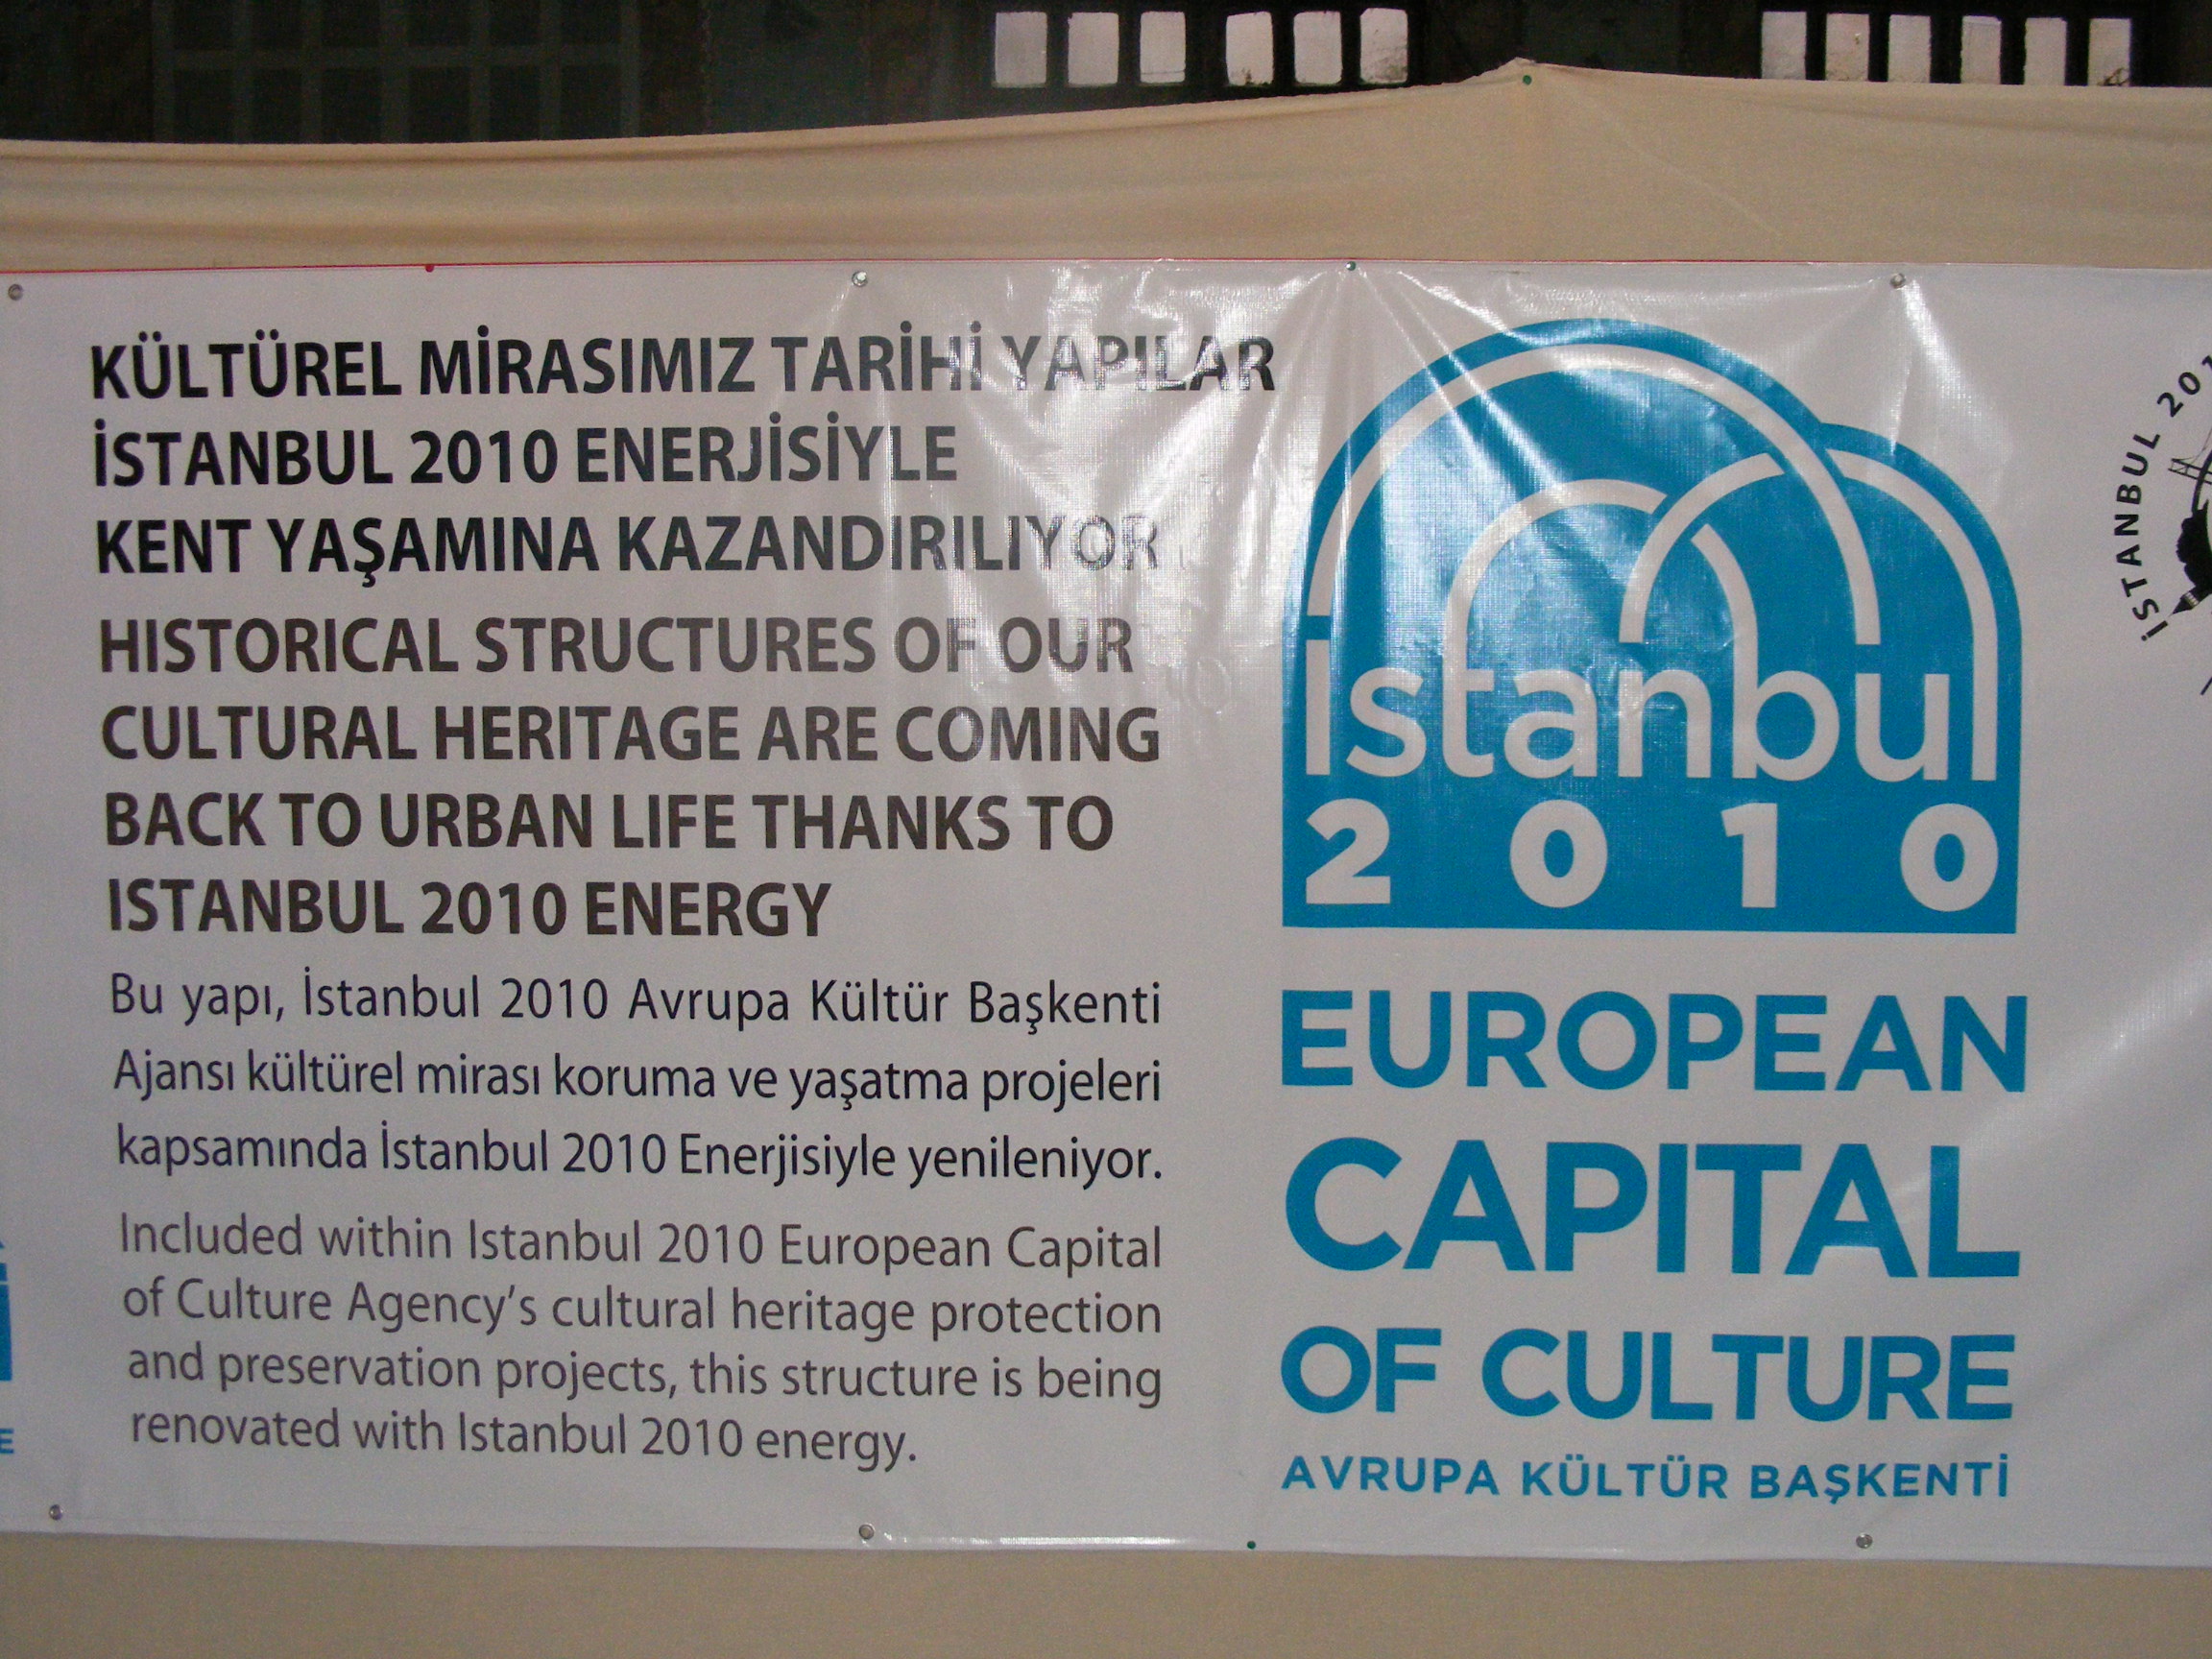 KÜLTÜREL MİRASIMIZ TARİHİ YAPILAR
İSTANBUL 2010 ENERJİSİYLE
KENT YAŞAMINA KAZANDIRILIYOR
HISTORICAL STRUCTURES OF OUR
CULTURAL HERITAGE ARE COMING
BACK TO URBAN LIFE THANKS TO
ISTANBUL 2010 ENERGY
Bu yapı, İstanbul 2010 Avrupa Kültür Başkenti
Ajansı kültürel mirası koruma ve yaşatma projeleri
kapsamında İstanbul 2010 Enerjisiyle yenileniyor.
Included within Istanbul 2010 European Capital
of Culture Agency's cultural heritage protection
and preservation projects, this structure is being
renovated with Istanbul 2010 energy.
istanbul
2010
EUROPEAN
CAPITAL
OF CULTURE
AVRUPA KÜLTÜR BAŞKENTİ
İSTANBUL